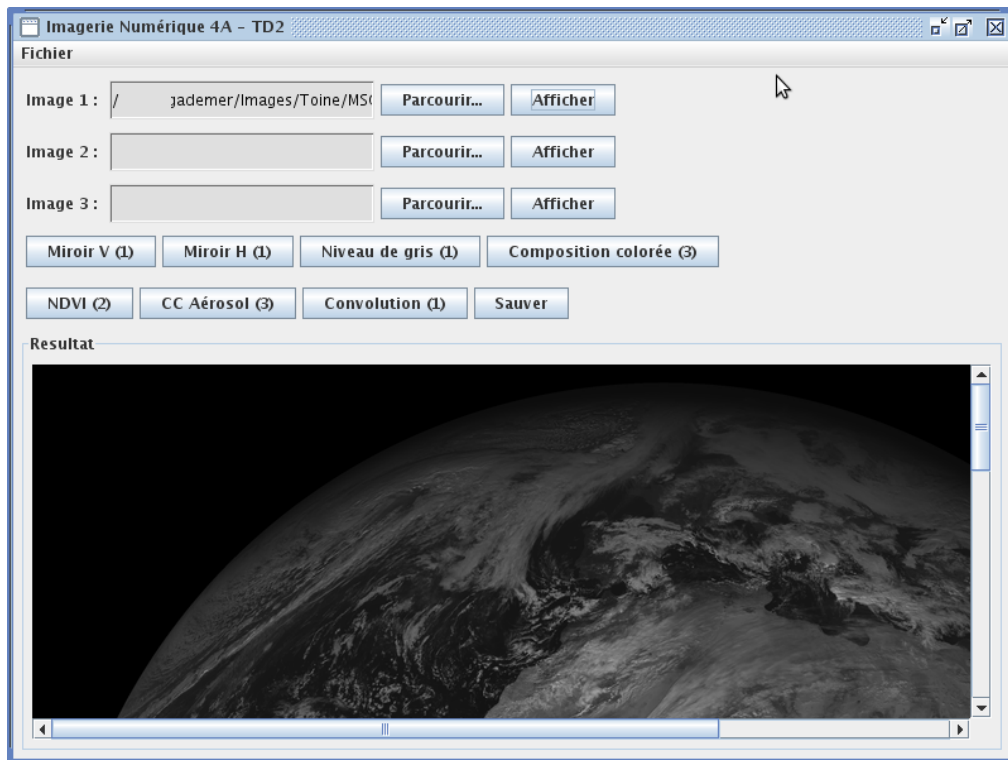 Imagerie Numérique 4A - TD2
Fichier
Image 1 : / gademer/Images/Toine/MSG Parcourir... Afficher
Image 2 : Parcourir... Afficher
Image 3 : Parcourir... Afficher
Miroir V (1) Miroir H (1) Niveau de gris (1) Composition colorée (3)
NDVI (2) CC Aérosol (3) Convolution (1) Sauver
Resultat